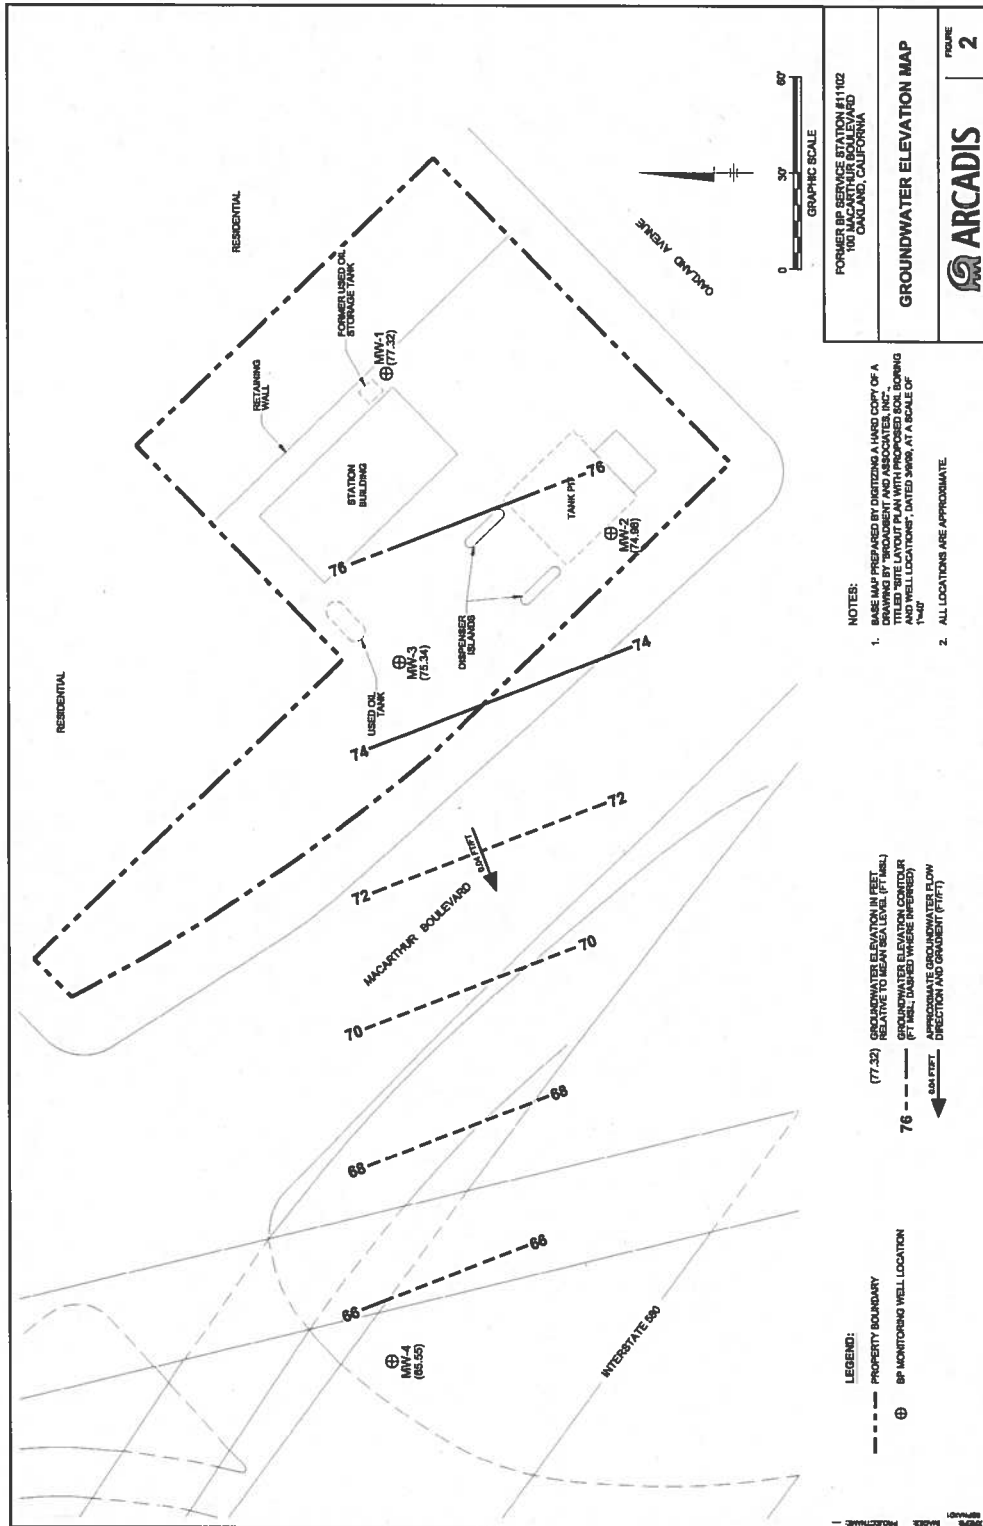 RESIDENTIAL
RESIDENTIAL
RETAINING
WALL
FORMER USED OIL
STORAGE TANK
MW-1
(77.32)
STATION
BUILDING
76
76
TANK PIT
MW-2
(74.96)
DISPENSER
ISLANDS
MW-3
(75.34)
USED OIL
TANK
74
74
OAKLAND AVENUE
72
72
0.04 FT/FT
MACARTHUR BOULEVARD
70
70
68
68
66
66
MW-4
(65.55)
INTERSTATE 580
LEGEND:
PROPERTY BOUNDARY
BP MONITORING WELL LOCATION
(77.32) GROUNDWATER ELEVATION IN FEET
RELATIVE TO MEAN SEA LEVEL (FT MSL)
76 GROUNDWATER ELEVATION CONTOUR
(FT MSL, DASHED WHERE INFERRED)
0.04 FT/FT APPROXIMATE GROUNDWATER FLOW
DIRECTION AND GRADIENT (FT/FT)
NOTES:
1. BASE MAP PREPARED BY DIGITIZING A HARD COPY OF A
DRAWING BY "BROADBENT AND ASSOCIATES, INC",
TITLED "SITE LAYOUT PLAN WITH PROPOSED SOIL BORING
AND WELL LOCATIONS", DATED 3/9/09, AT A SCALE OF
1"=40'
2. ALL LOCATIONS ARE APPROXIMATE.
0 30' 60'
GRAPHIC SCALE
FORMER BP SERVICE STATION #11102
100 MACARTHUR BOULEVARD
OAKLAND, CALIFORNIA
GROUNDWATER ELEVATION MAP
ARCADIS
FIGURE
2